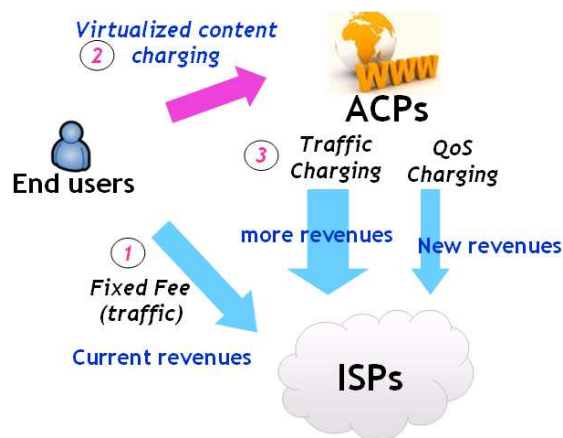 Virtualized content
2 charging
WWW
ACPs
End users
3 Traffic
Charging
QoS
Charging
more revenues
New revenues
1
Fixed Fee
(traffic)
Current revenues
ISPs